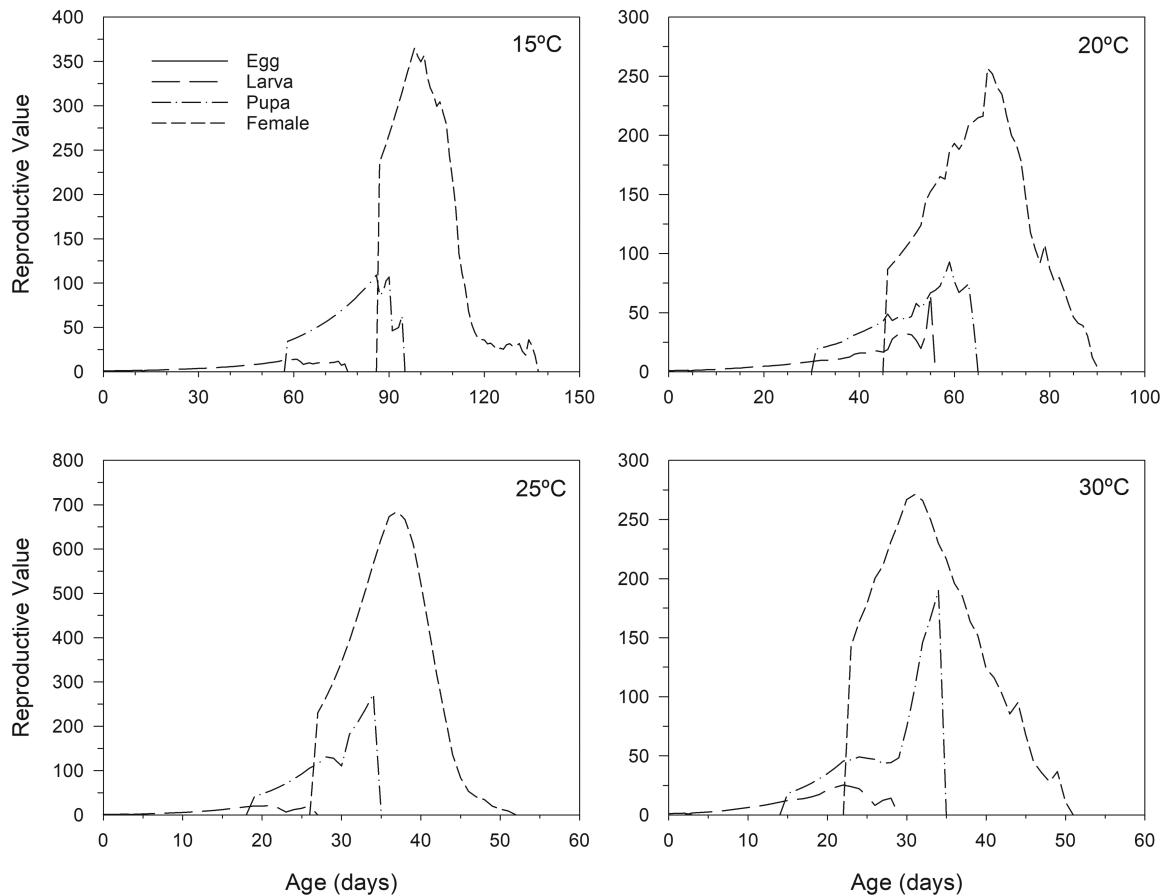 400
350
300
250
200
150
100
50
0
15ºC
Egg
Larva
Pupa
Female
Reproductive Value
0 30 60 90 120 150
300
250
200
150
100
50
0
20ºC
0 20 40 60 80 100
800
700
600
500
400
300
200
100
0
25ºC
Reproductive Value
0 10 20 30 40 50 60
Age (days)
300
250
200
150
100
50
0
30ºC
0 10 20 30 40 50 60
Age (days)